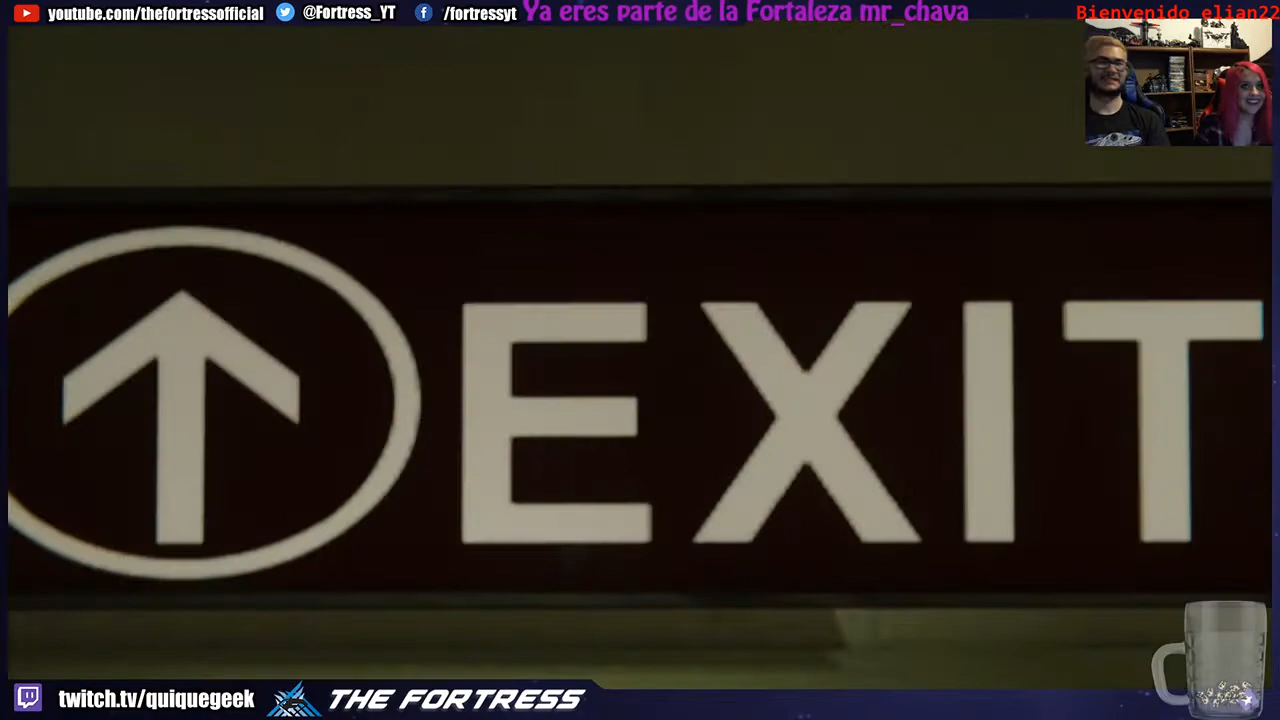 youtube.com/thefortressofficial @Fortress_YT /fortressyt Ya eres parte de la Fortaleza mr_chava Bienvenido elian22
EXIT
twitch.tv/quiquegeek THE FORTRESS